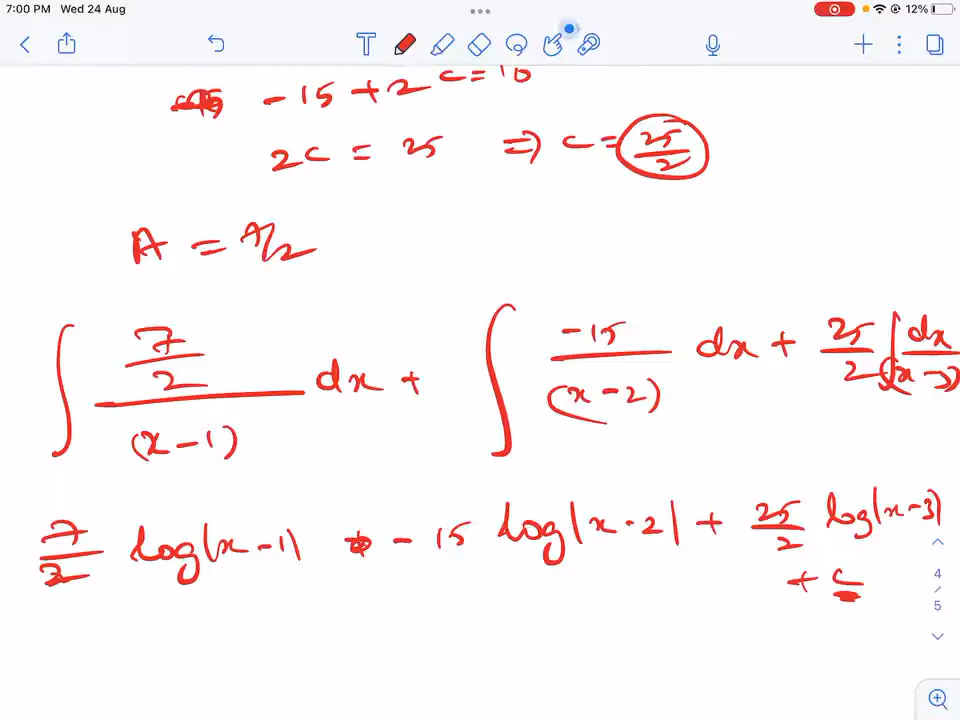 7:00 PM Wed 24 Aug 12%
-15 + 2C = 10
2C = 25 ⇒ C = 25/2
A = 7/2
∫ (7/2)/(x-1) dx + ∫ -15/(x-2) dx + 25/2 ∫ dx/(x-3)
7/2 log|x-1| - 15 log|x-2| + 25/2 log|x-3|
+ C
4
/
5